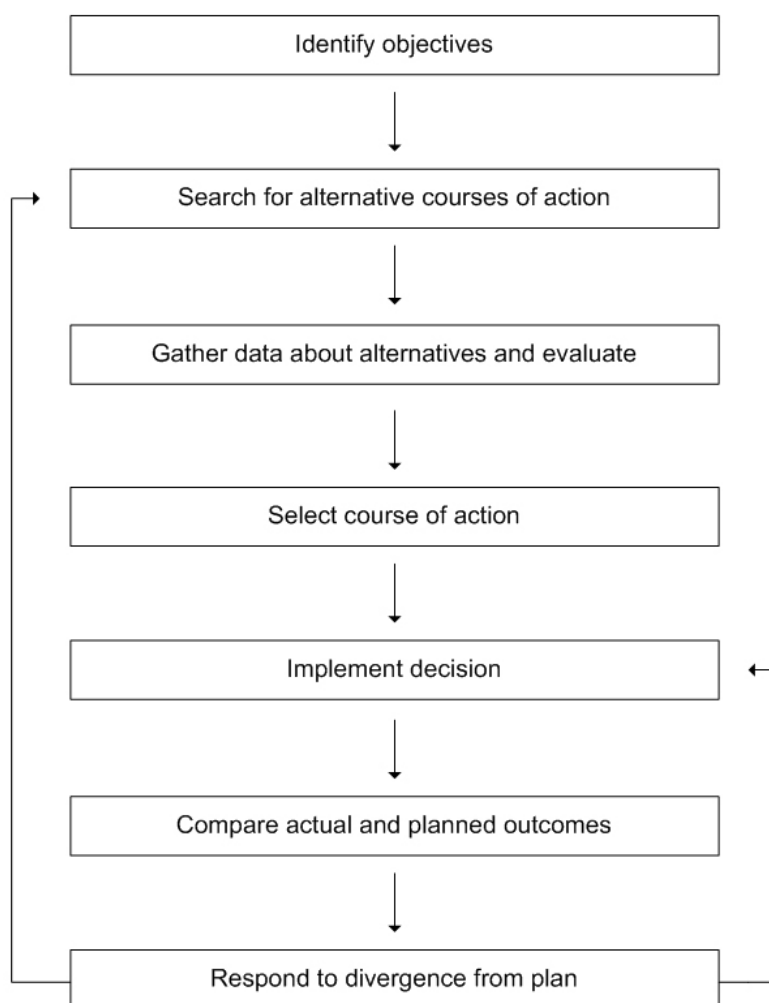 Identify objectives
Search for alternative courses of action
Gather data about alternatives and evaluate
Select course of action
Implement decision
Compare actual and planned outcomes
Respond to divergence from plan